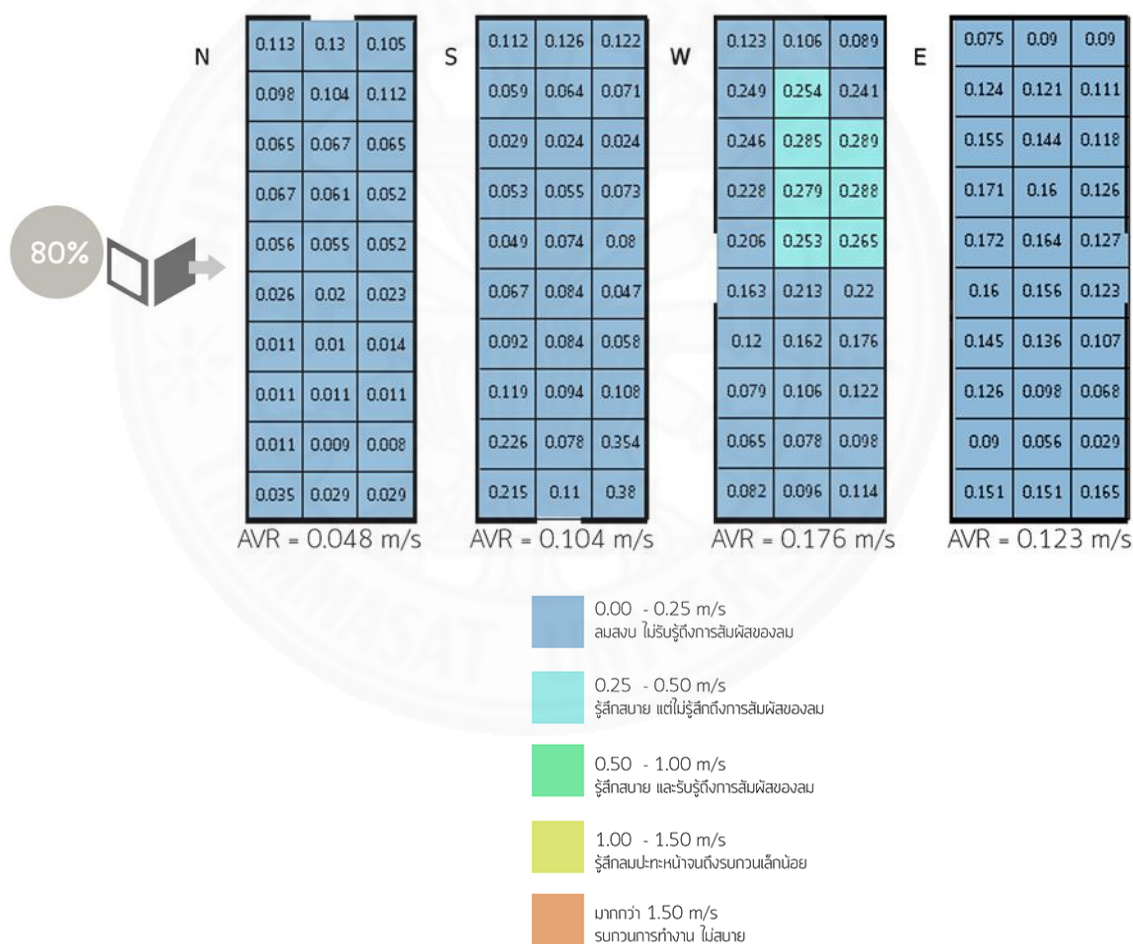 N
0.113 0.13 0.105
0.098 0.104 0.112
0.065 0.067 0.065
0.067 0.061 0.052
0.056 0.055 0.052
0.026 0.02 0.023
0.011 0.01 0.014
0.011 0.011 0.011
0.011 0.009 0.008
0.035 0.029 0.029
AVR = 0.048 m/s
S
0.112 0.126 0.122
0.059 0.064 0.071
0.029 0.024 0.024
0.053 0.055 0.073
0.049 0.074 0.08
0.067 0.084 0.047
0.092 0.084 0.058
0.119 0.094 0.108
0.226 0.078 0.354
0.215 0.11 0.38
AVR = 0.104 m/s
W
0.123 0.106 0.089
0.249 0.254 0.241
0.246 0.285 0.289
0.228 0.279 0.288
0.206 0.253 0.265
0.163 0.213 0.22
0.12 0.162 0.176
0.079 0.106 0.122
0.065 0.078 0.098
0.082 0.096 0.114
AVR = 0.176 m/s
E
0.075 0.09 0.09
0.124 0.121 0.111
0.155 0.144 0.118
0.171 0.16 0.126
0.172 0.164 0.127
0.16 0.156 0.123
0.145 0.136 0.107
0.126 0.098 0.068
0.09 0.056 0.029
0.151 0.151 0.165
AVR = 0.123 m/s
80%
0.00 - 0.25 m/s
ลมสงบ ไม่รับรู้ถึงการสัมผัสของลม
0.25 - 0.50 m/s
รู้สึกสบาย แต่ไม่รู้สึกถึงการสัมผัสของลม
0.50 - 1.00 m/s
รู้สึกสบาย และรับรู้ถึงการสัมผัสของลม
1.00 - 1.50 m/s
รู้สึกลมปะทะหน้าจนถึงรบกวนเล็กน้อย
มากกว่า 1.50 m/s
รบกวนการทำงาน ไม่สบาย